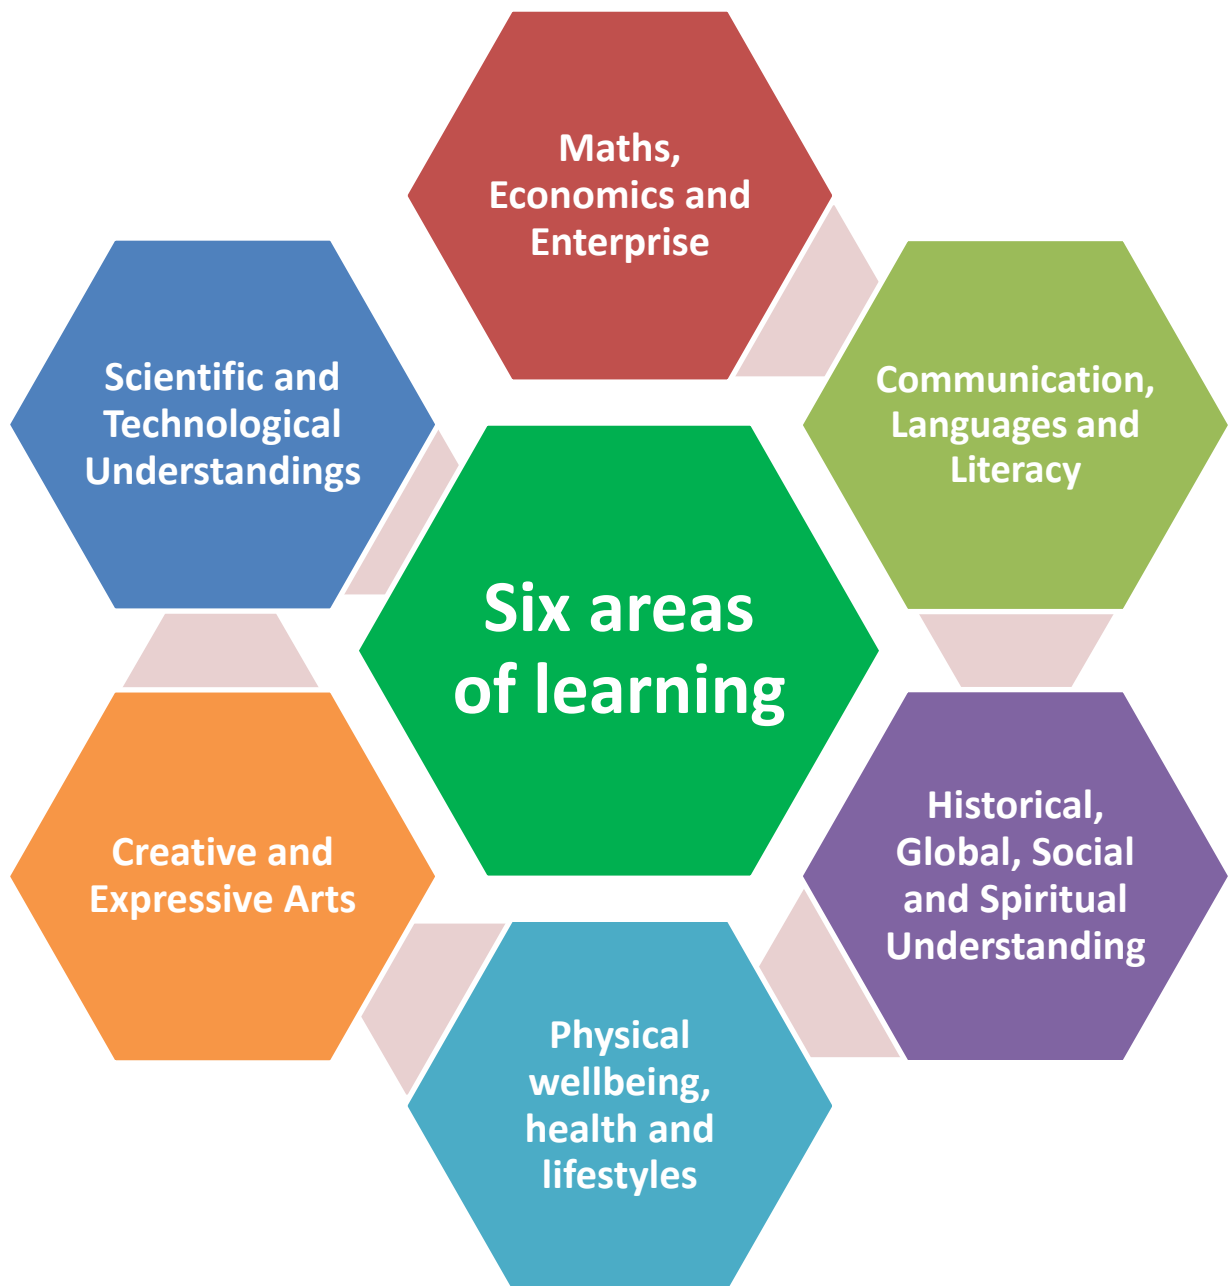 Maths,
Economics and
Enterprise
Scientific and
Technological
Understandings
Communication,
Languages and
Literacy
Six areas
of learning
Creative and
Expressive Arts
Historical,
Global, Social
and Spiritual
Understanding
Physical
wellbeing,
health and
lifestyles